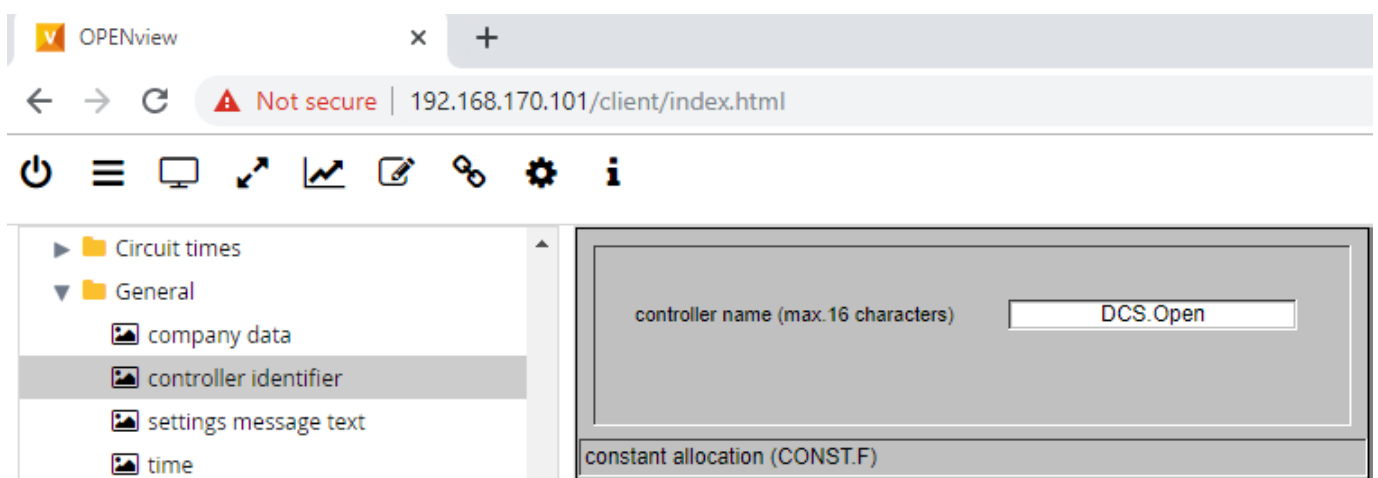 OPENview
Not secure | 192.168.170.101/client/index.html
Circuit times
General
company data
controller identifier
settings message text
time
controller name (max.16 characters) DCS.Open
constant allocation (CONST.F)